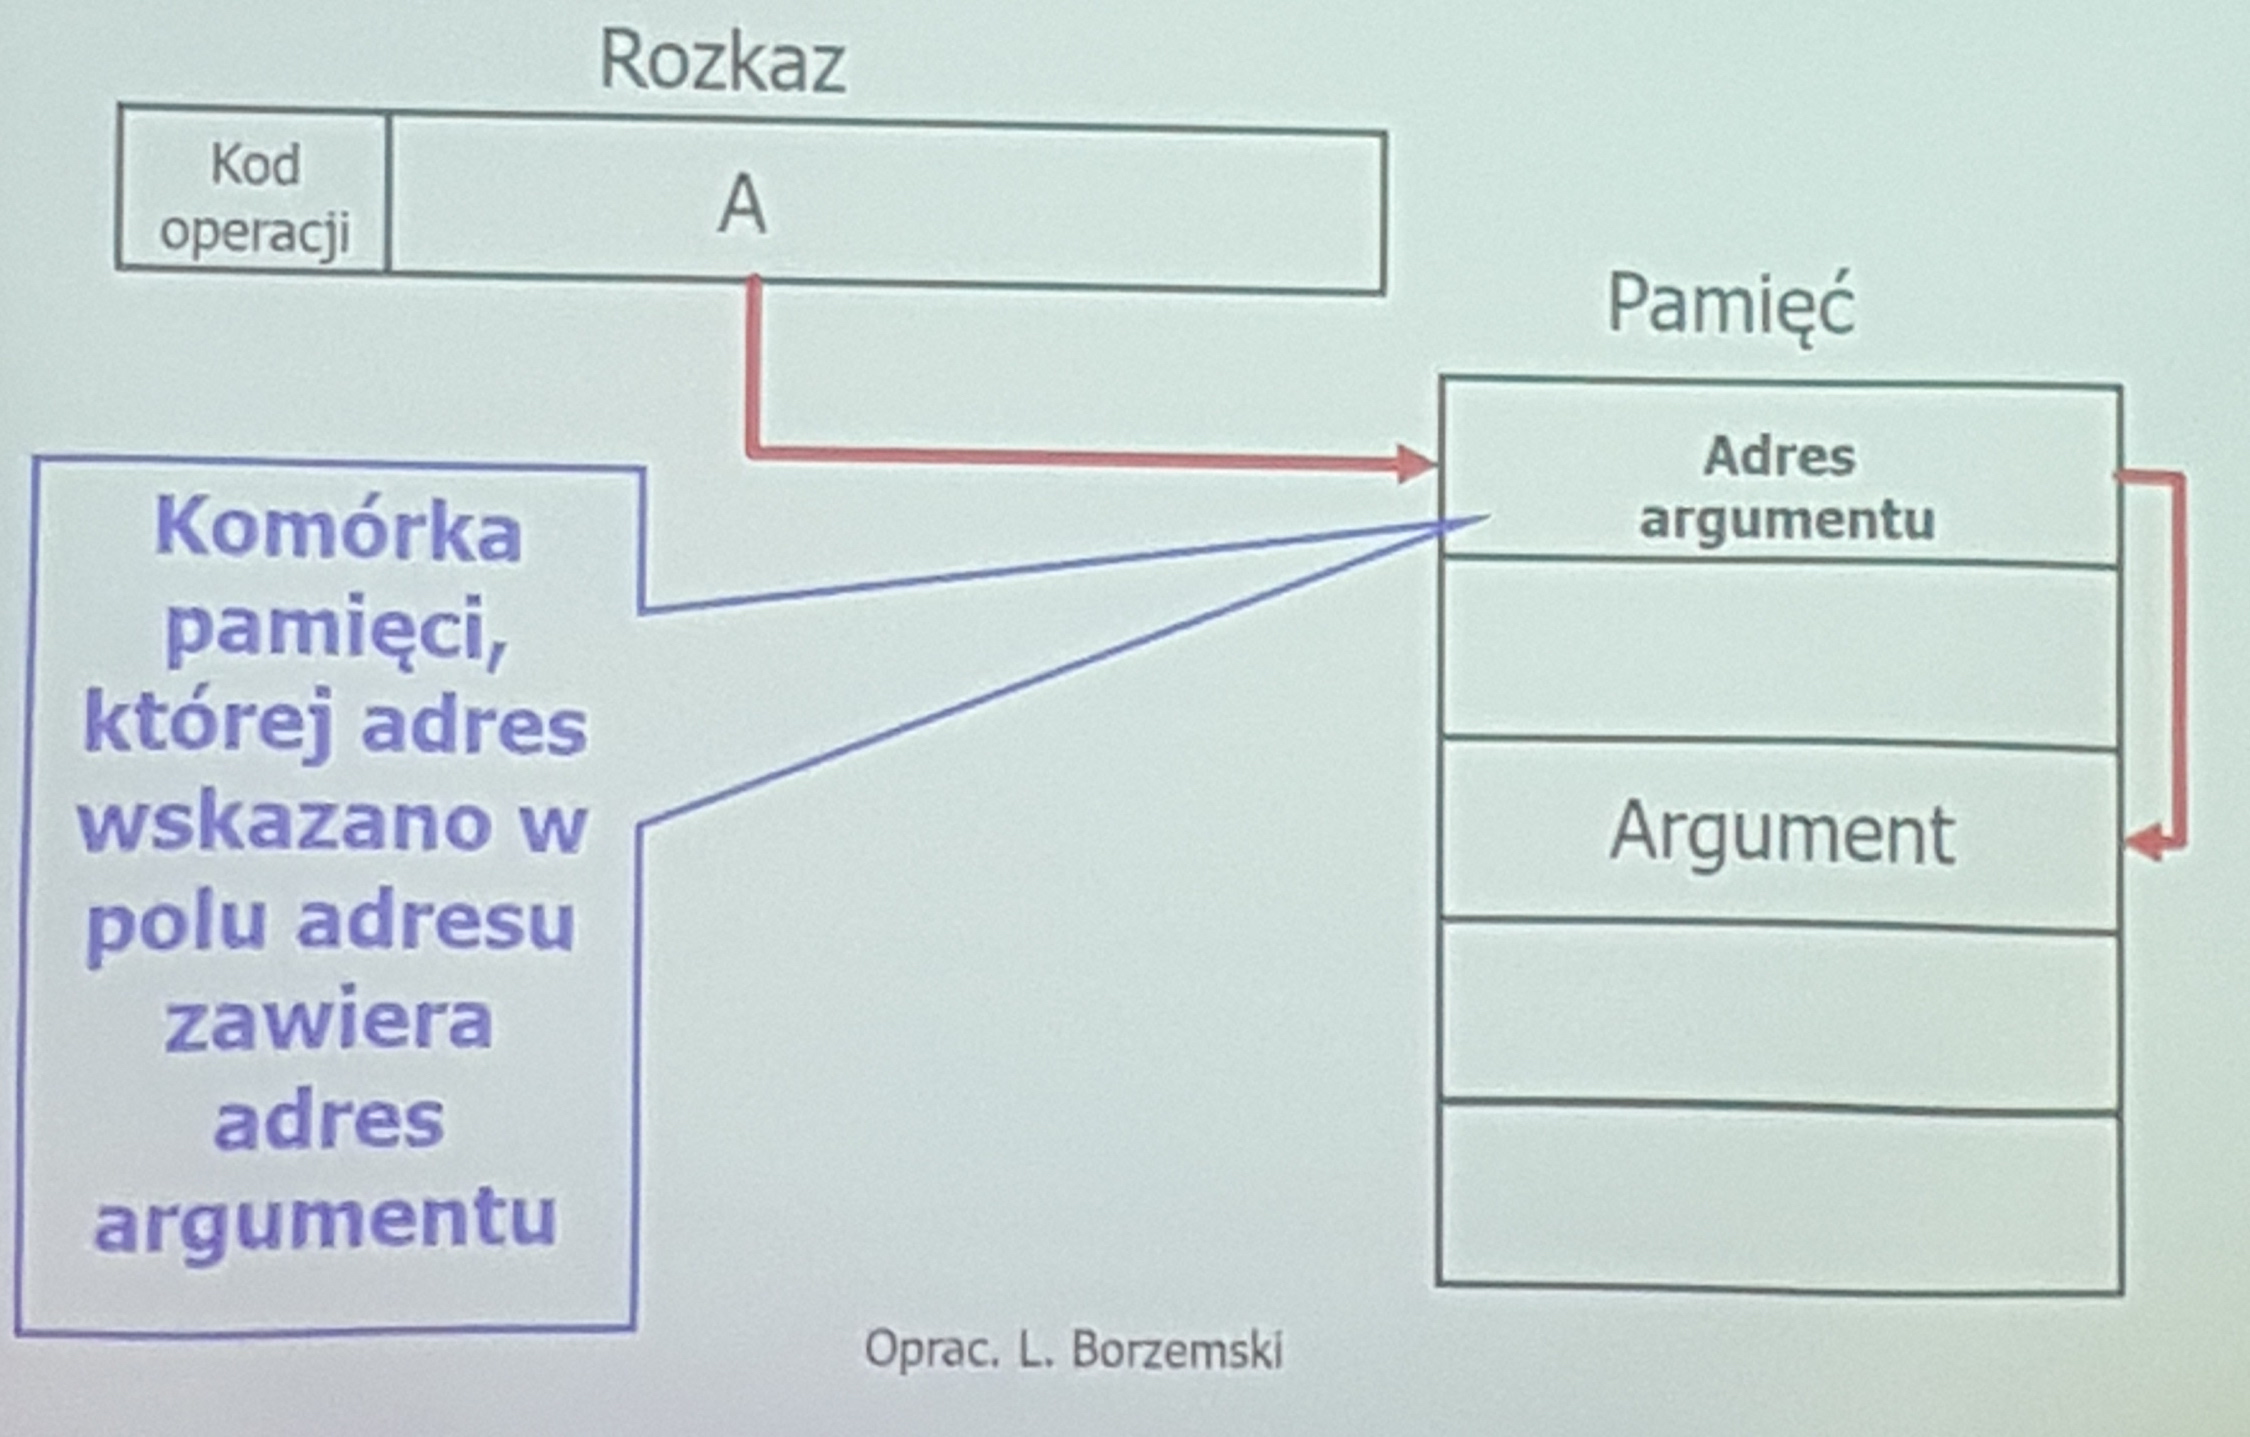 Rozkaz
Kod
operacji
A
Pamięć
Adres
argumentu
Komórka
pamięci,
której adres
wskazano w
polu adresu
zawiera
adres
argumentu
Argument
Oprac. L. Borzemski